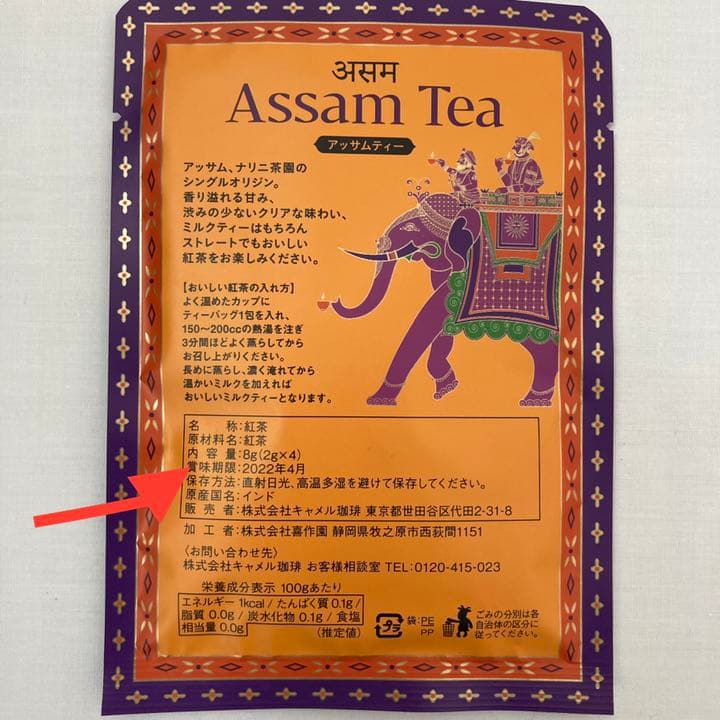 असम
Assam Tea
アッサムティー
アッサム、ナリニ茶園の
シングルオリジン。
香り溢れる甘み、
渋みの少ないクリアな味わい、
ミルクティーはもちろん
ストレートでもおいしい
紅茶をお楽しみください。
【おいしい紅茶の入れ方】
よく温めたカップに
ティーバッグ1包を入れ、
150〜200ccの熱湯を注ぎ
3分間ほどよく蒸らしてから
お召し上がりください。
長めに蒸らし、濃く淹れてから
温かいミルクを加えれば
おいしいミルクティーとなります。
名 称:紅茶
原材料名:紅茶
内 容 量:8g(2g×4)
賞味期限:2022年4月
保存方法:直射日光、高温多湿を避けて保存してください。
原産国名:インド
販 売 者:株式会社キャメル珈琲 東京都世田谷区代田2-31-8
加 工 者:株式会社喜作園 静岡県牧之原市西萩間1151
〈お問い合わせ先〉
株式会社キャメル珈琲 お客様相談室 TEL:0120-415-023
栄養成分表示 100gあたり
エネルギー 1kcal / たんぱく質 0.1g /
脂質 0.0g / 炭水化物 0.1g / 食塩
相当量 0.0g
(推定値)
プラ
袋:PE
PP
ごみの分別は各
自治体の区分に
従ってください。